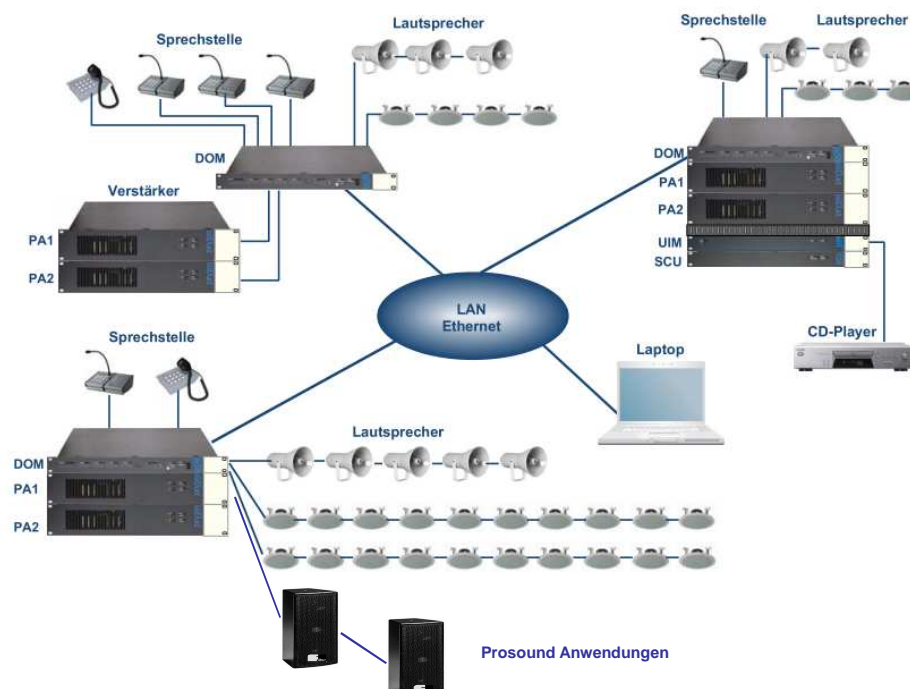 Sprechstelle
Lautsprecher
DOM
Verstärker
PA1
PA2
Sprechstelle
Lautsprecher
DOM
PA1
PA2
UIM
SCU
CD-Player
LAN
Ethernet
Laptop
Sprechstelle
DOM
PA1
PA2
Lautsprecher
Prosound Anwendungen